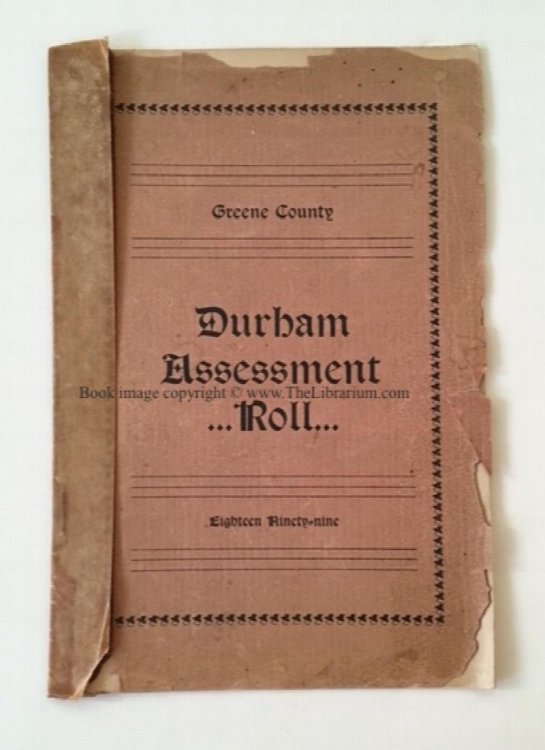 Greene County
Durham
Assessment
Book image copyright © www.TheLibrarium.com
...Roll...
Eighteen Ninety-nine